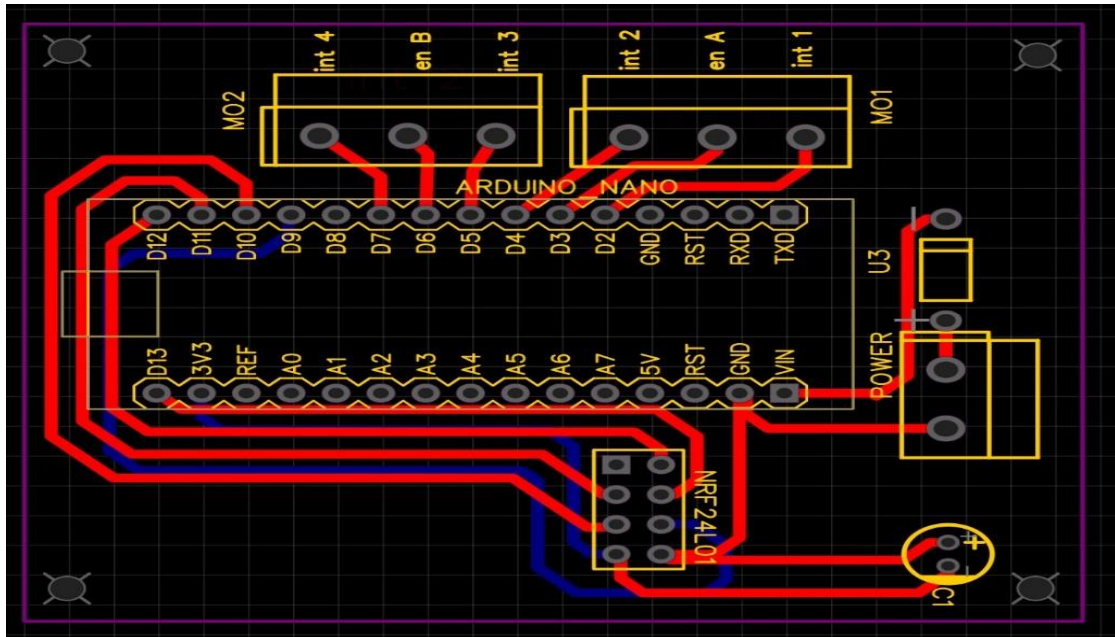 int 4
en B
int 3
int 2
en A
int 1
MO2
MO1
ARDUINO_NANO
D12
D11
D10
D9
D8
D7
D6
D5
D4
D3
D2
GND
RST
RXD
TXD
U3
D13
3V3
REF
A0
A1
A2
A3
A4
A5
A6
A7
5V
RST
GND
VIN
POWER
NRF24L01
+
-
C1